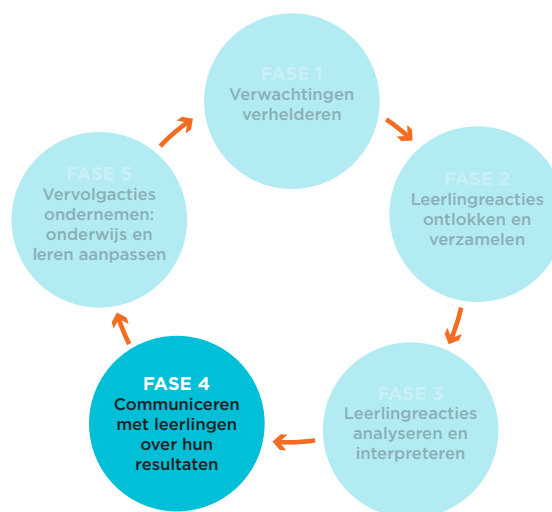 FASE 1
Verwachtingen
verhelderen
FASE 2
Leerlingreacties
ontlokken en
verzamelen
FASE 3
Leerlingreacties
analyseren en
interpreteren
FASE 4
Communiceren
met leerlingen
over hun
resultaten
FASE 5
Vervolgacties
ondernemen:
onderwijs en
leren aanpassen